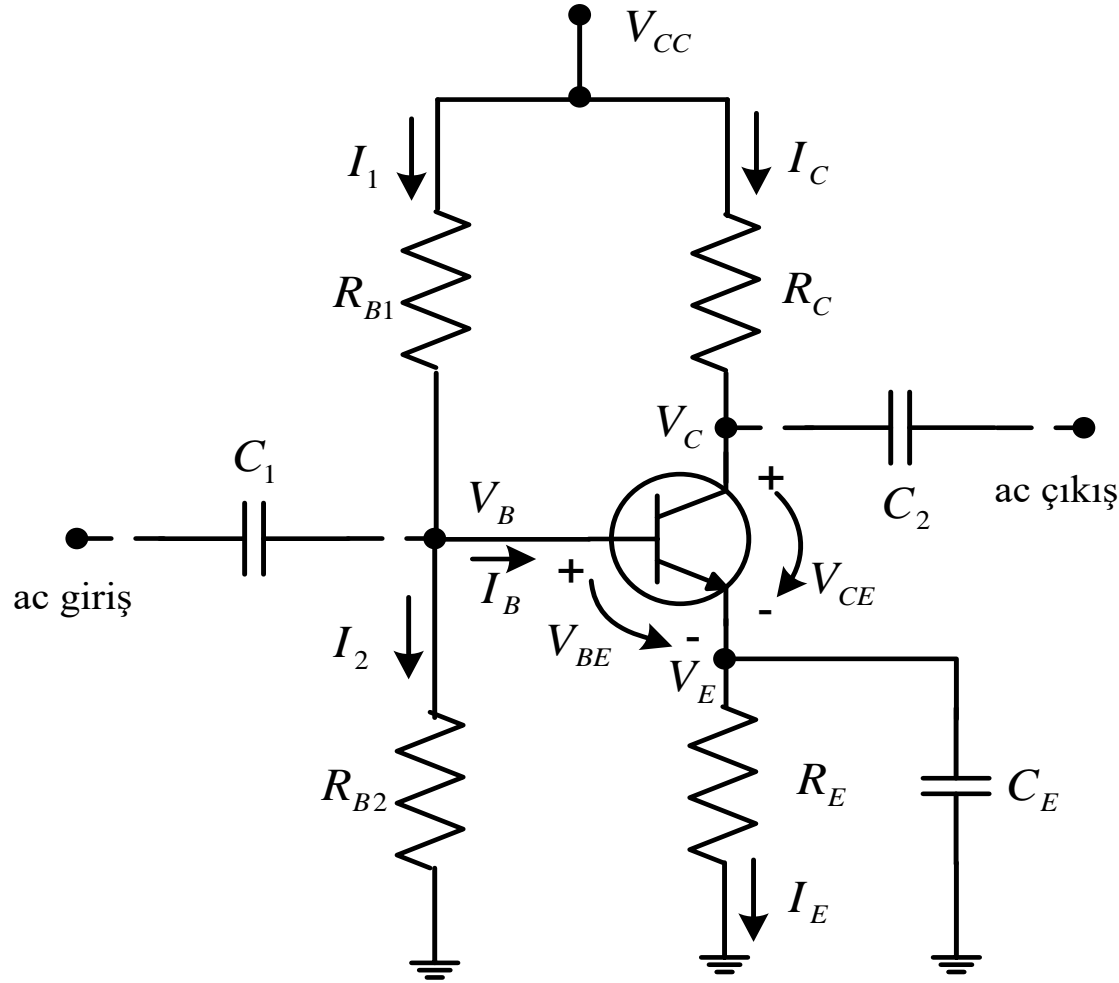 V_CC
I_1
I_C
R_B1
R_C
V_C
C_1
V_B
+
C_2
ac çıkış
ac giriş
I_B
+
V_CE
-
I_2
V_BE
-
V_E
R_B2
R_E
C_E
I_E